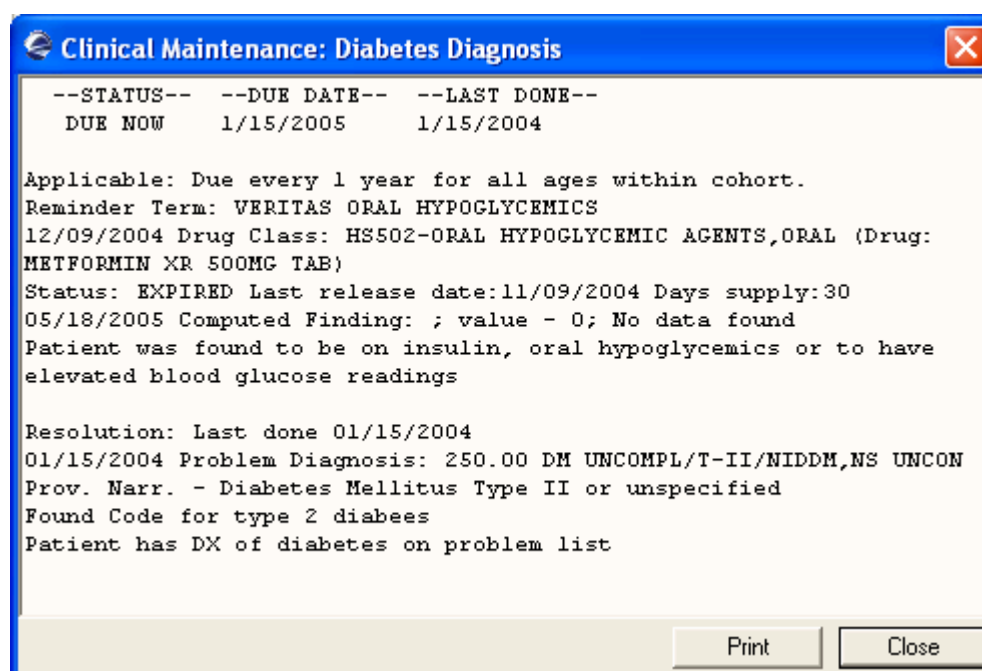 Clinical Maintenance: Diabetes Diagnosis
--STATUS-- --DUE DATE-- --LAST DONE--
DUE NOW 1/15/2005 1/15/2004
Applicable: Due every 1 year for all ages within cohort.
Reminder Term: VERITAS ORAL HYPOGLYCEMICS
12/09/2004 Drug Class: HS502-ORAL HYPOGLYCEMIC AGENTS,ORAL (Drug:
METFORMIN XR 500MG TAB)
Status: EXPIRED Last release date:11/09/2004 Days supply:30
05/18/2005 Computed Finding: ; value - 0; No data found
Patient was found to be on insulin, oral hypoglycemics or to have
elevated blood glucose readings
Resolution: Last done 01/15/2004
01/15/2004 Problem Diagnosis: 250.00 DM UNCOMPL/T-II/NIDDM,NS UNCON
Prov. Narr. - Diabetes Mellitus Type II or unspecified
Found Code for type 2 diabees
Patient has DX of diabetes on problem list
Print Close